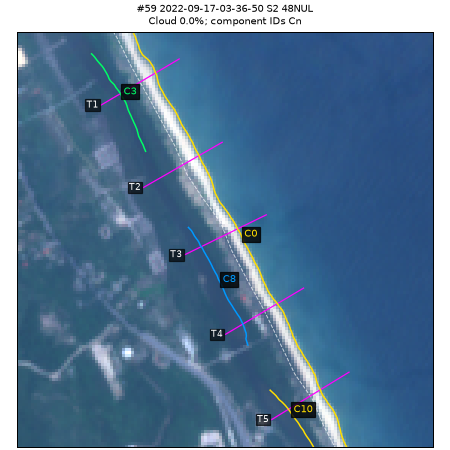 #59 2022-09-17-03-36-50 S2 48NUL
Cloud 0.0%; component IDs Cn
C3
T1
T2
C0
T3
C8
T4
C10
T5